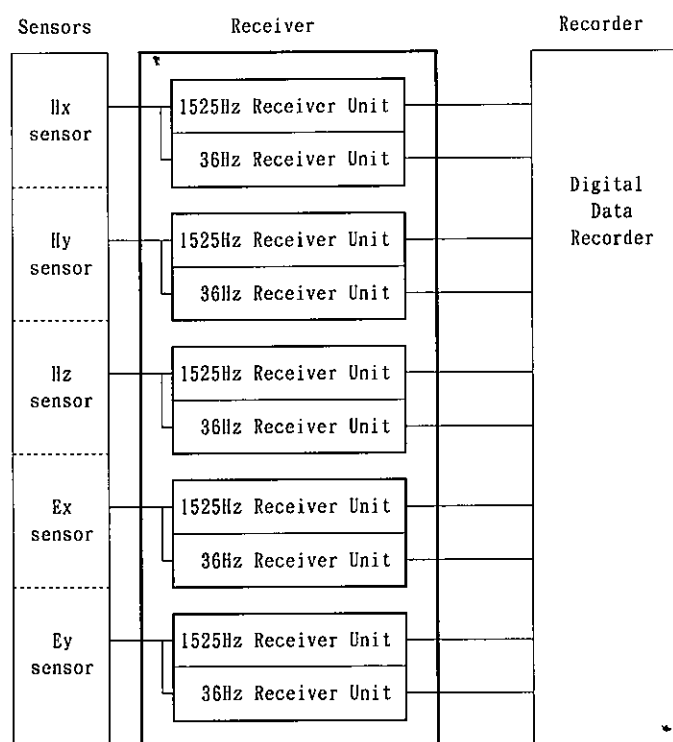 Sensors Receiver Recorder
Hx
sensor
1525Hz Receiver Unit
36Hz Receiver Unit
Hy
sensor
1525Hz Receiver Unit
36Hz Receiver Unit
Hz
sensor
1525Hz Receiver Unit
36Hz Receiver Unit
Ex
sensor
1525Hz Receiver Unit
36Hz Receiver Unit
Ey
sensor
1525Hz Receiver Unit
36Hz Receiver Unit
Digital
Data
Recorder